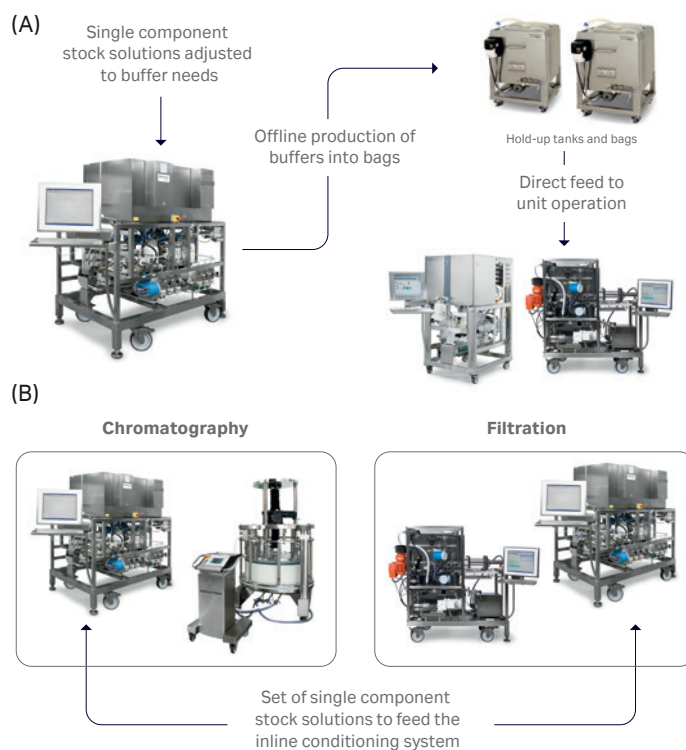 (A)
Single component
stock solutions adjusted
to buffer needs
Offline production of
buffers into bags
Hold-up tanks and bags
Direct feed to
unit operation
(B)
Chromatography
Filtration
Set of single component
stock solutions to feed the
inline conditioning system